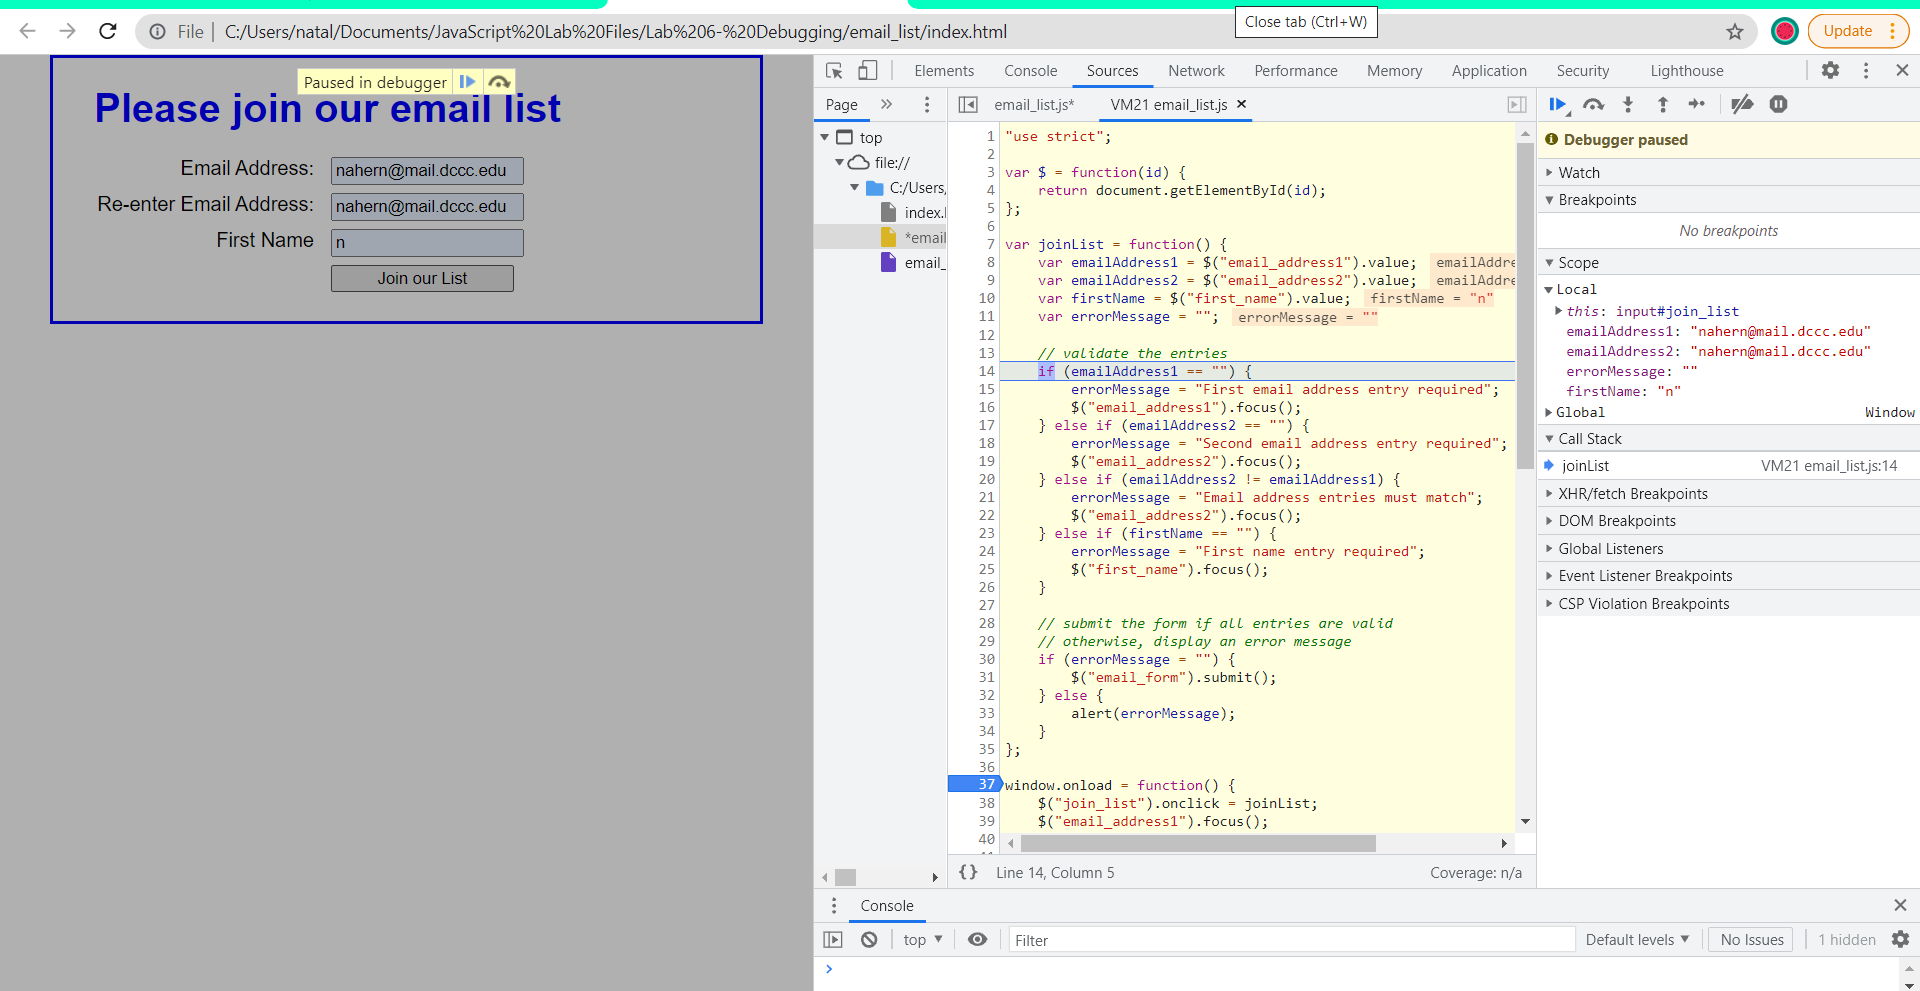 Close tab (Ctrl+W)
File
C:/Users/natal/Documents/JavaScript%20Lab%20Files/Lab%206-%20Debugging/email_list/index.html
Update
Paused in debugger
Please join our email list
Email Address:
nahern@mail.dccc.edu
Re-enter Email Address:
nahern@mail.dccc.edu
First Name
n
Join our List
Elements Console Sources Network Performance Memory Application Security Lighthouse
Page »
top
file://
C:/Users,
index.
*email
email_
email_list.js* VM21 email_list.js
1 "use strict";
2
3 var $ = function(id) {
4 return document.getElementById(id);
5 };
6
7 var joinList = function() {
8 var emailAddress1 = $("email_address1").value; emailAddre
9 var emailAddress2 = $("email_address2").value; emailAddre
10 var firstName = $("first_name").value; firstName = "n"
11 var errorMessage = ""; errorMessage = ""
12
13 // validate the entries
14 if (emailAddress1 == "") {
15 errorMessage = "First email address entry required";
16 $("email_address1").focus();
17 } else if (emailAddress2 == "") {
18 errorMessage = "Second email address entry required";
19 $("email_address2").focus();
20 } else if (emailAddress2 != emailAddress1) {
21 errorMessage = "Email address entries must match";
22 $("email_address2").focus();
23 } else if (firstName == "") {
24 errorMessage = "First name entry required";
25 $("first_name").focus();
26 }
27
28 // submit the form if all entries are valid
29 // otherwise, display an error message
30 if (errorMessage = "") {
31 $("email_form").submit();
32 } else {
33 alert(errorMessage);
34 }
35 };
36
37 window.onload = function() {
38 $("join_list").onclick = joinList;
39 $("email_address1").focus();
40
{} Line 14, Column 5
Coverage: n/a
Debugger paused
Watch
Breakpoints
No breakpoints
Scope
Local
this: input#join_list
emailAddress1: "nahern@mail.dccc.edu"
emailAddress2: "nahern@mail.dccc.edu"
errorMessage: ""
firstName: "n"
Global Window
Call Stack
joinList VM21 email_list.js:14
XHR/fetch Breakpoints
DOM Breakpoints
Global Listeners
Event Listener Breakpoints
CSP Violation Breakpoints
Console
top
Filter
Default levels
No Issues
1 hidden